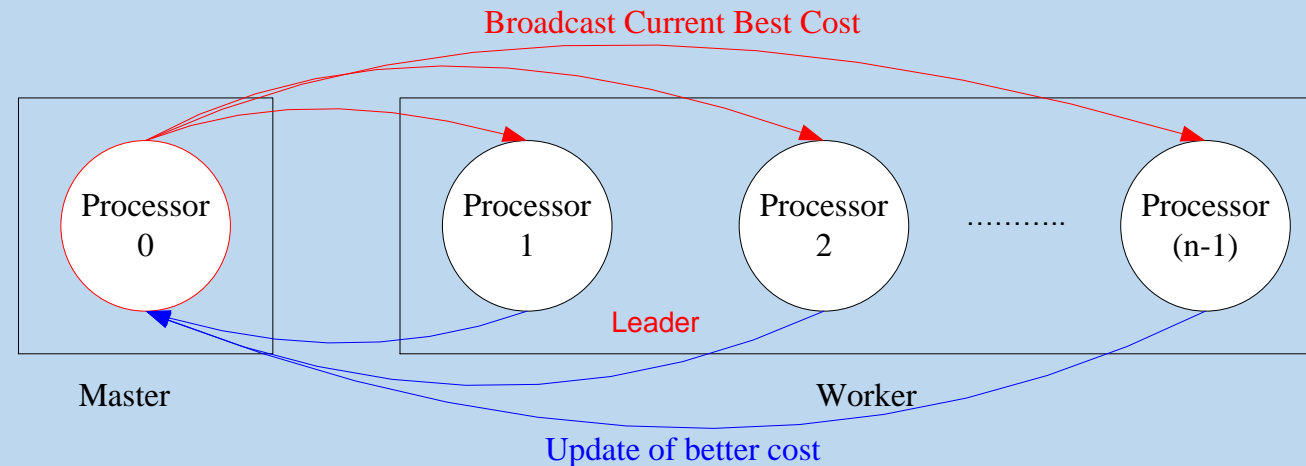 Broadcast Current Best Cost
Processor
0
Processor
1
Processor
2
………..
Processor
(n-1)
Leader
Master
Worker
Update of better cost